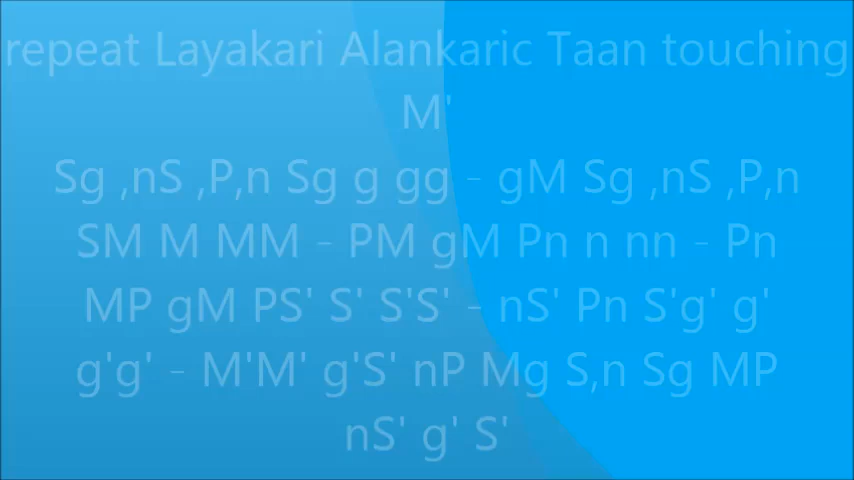 repeat Layakari Alankaric Taan touching
M'
Sg ,nS ,P,n Sg g gg - gM Sg ,nS ,P,n
SM M MM - PM gM Pn n nn - Pn
MP gM PS' S' S'S' - nS' Pn S'g' g'
g'g' - M'M' g'S' nP Mg S,n Sg MP
nS' g' S'